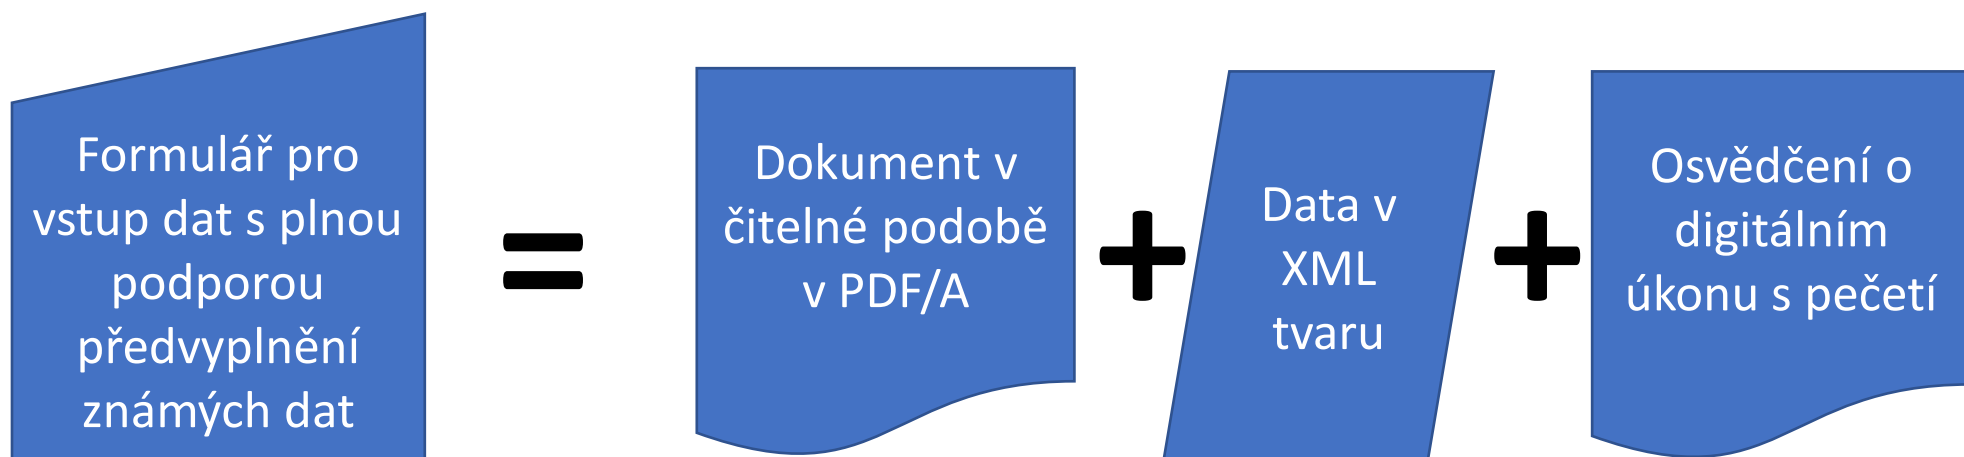 Formulář pro
vstup dat s plnou
podporou
předvyplnění
známých dat
=
Dokument v
čitelné podobě
v PDF/A
+
Data v
XML
tvaru
+
Osvědčení o
digitálním
úkonu s pečetí